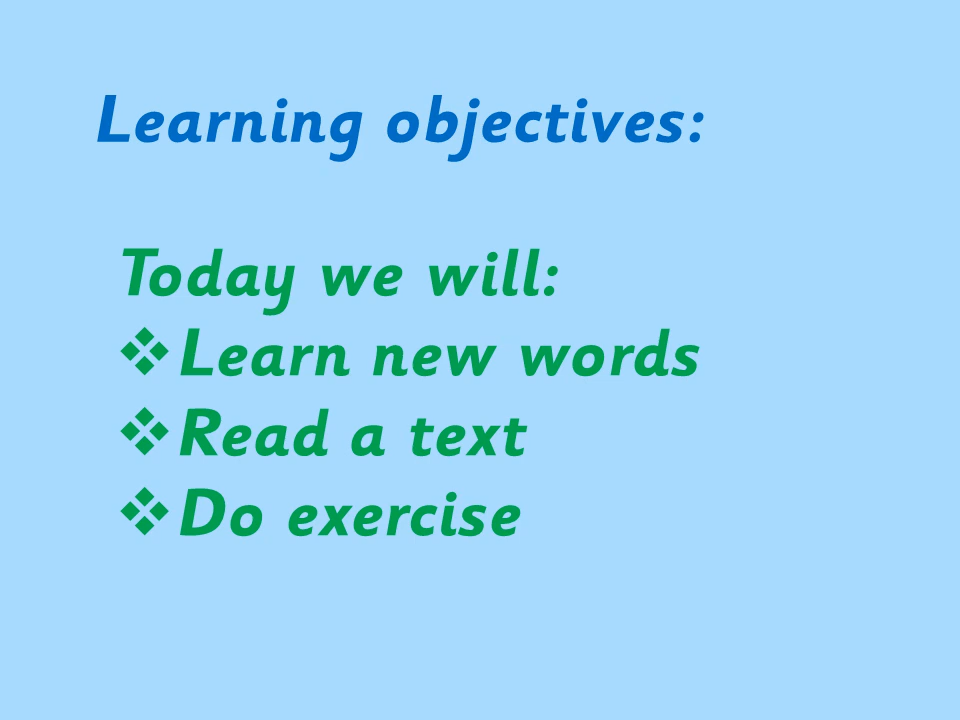 Learning objectives:
Today we will:
❖Learn new words
❖Read a text
❖Do exercise